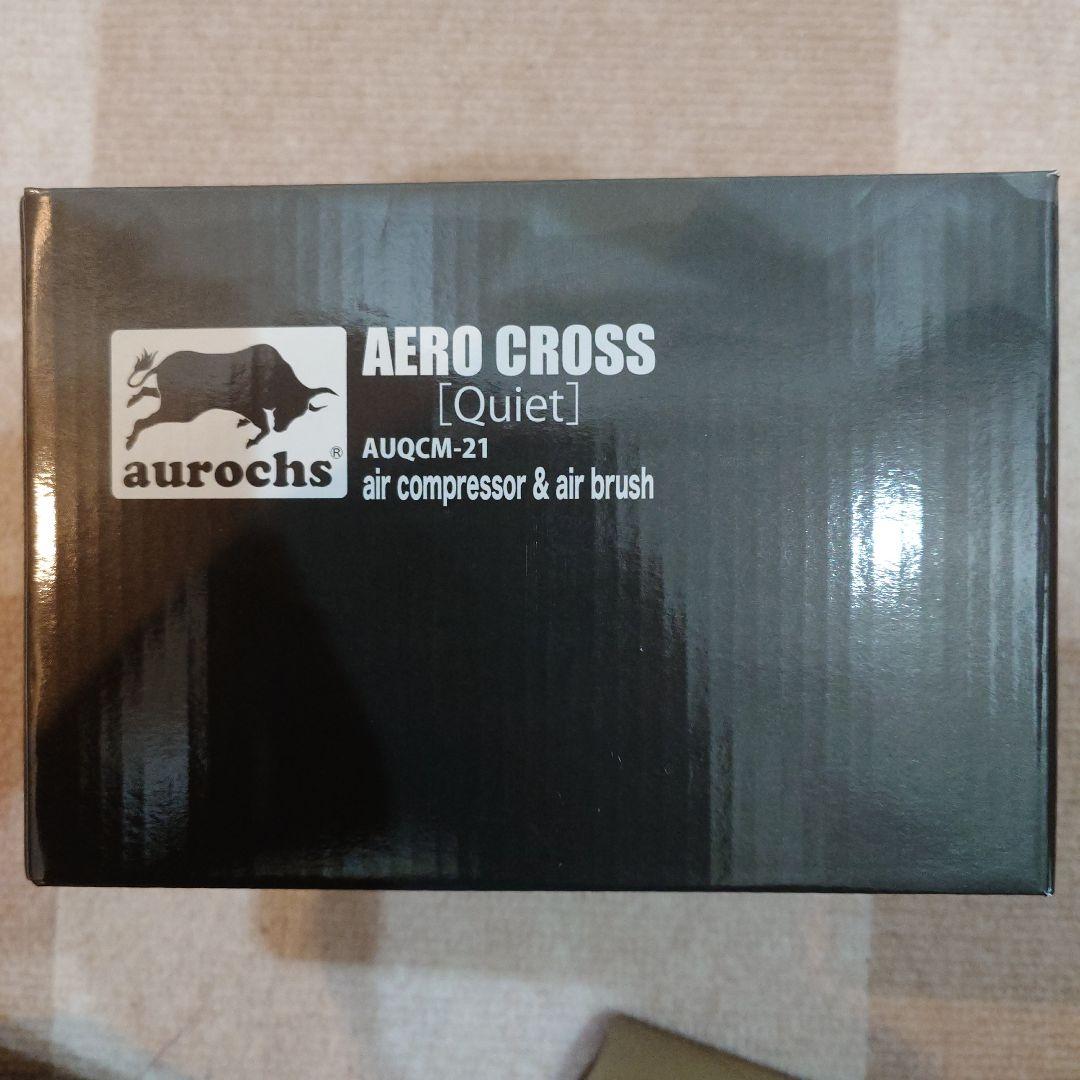 aurochs®
AERO CROSS
[Quiet]
AUQCM-21
air compressor & air brush